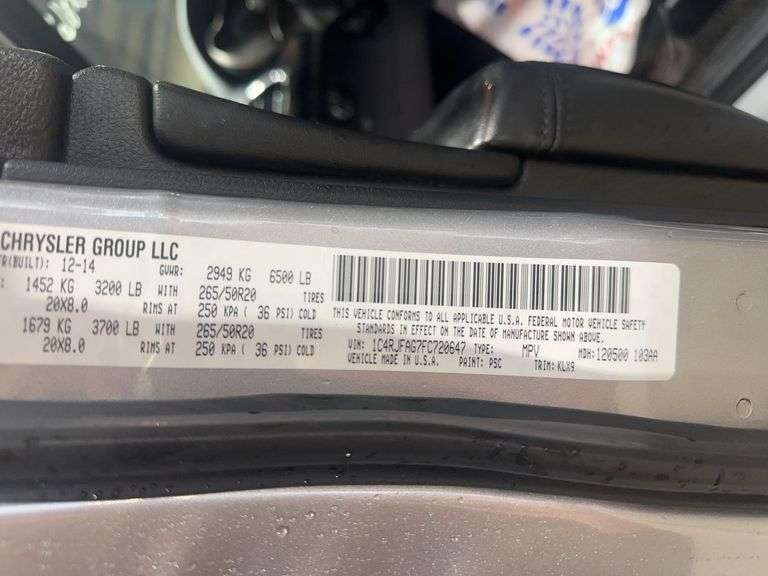 CHRYSLER GROUP LLC
TR(BUILT): 12-14 GVWR: 2949 KG 6500 LB
1452 KG 3200 LB WITH 265/50R20 TIRES
20X8.0 RIMS AT 250 KPA ( 36 PSI) COLD
1679 KG 3700 LB WITH 265/50R20 TIRES
20X8.0 RIMS AT 250 KPA ( 36 PSI) COLD
THIS VEHICLE CONFORMS TO ALL APPLICABLE U.S.A. FEDERAL MOTOR VEHICLE SAFETY
STANDARDS IN EFFECT ON THE DATE OF MANUFACTURE SHOWN ABOVE.
VIN: 1C4RJFAG7FC720647 TYPE: MPV MDH: 120500 103AA
VEHICLE MADE IN U.S.A. PAINT: PSC TRIM: KLX9